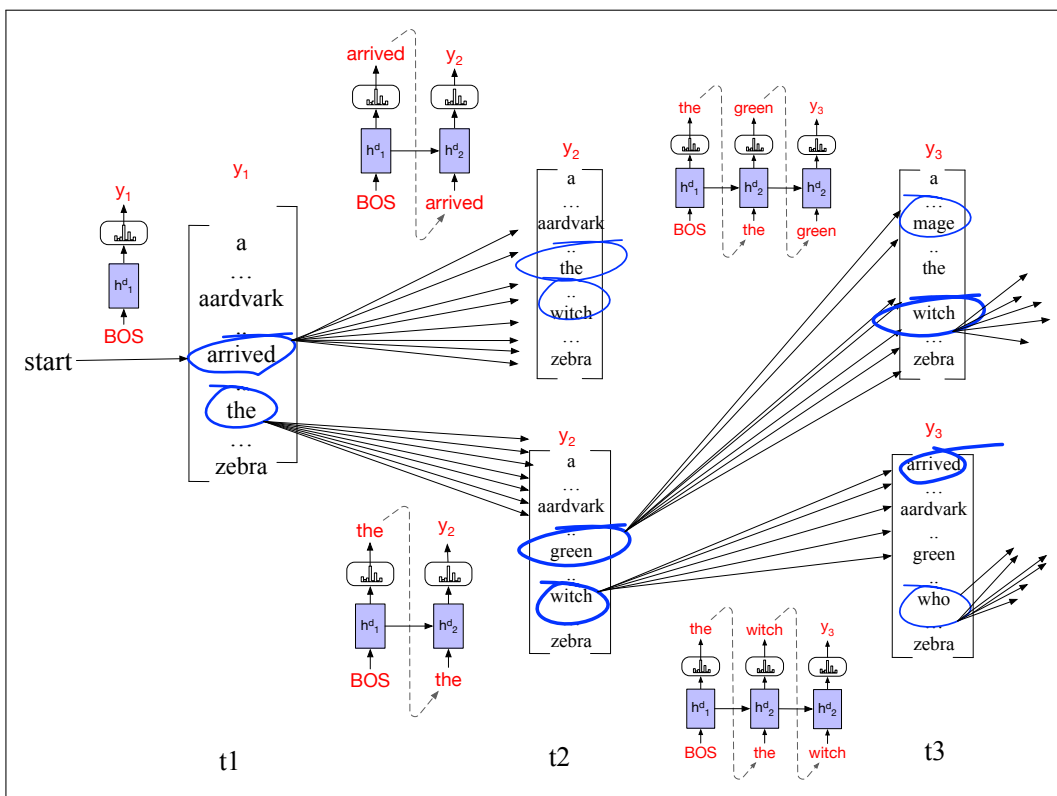 arrived
y2
hd1
hd2
BOS
arrived
y1
hd1
BOS
start
y1
a
...
aardvark
..
arrived
..
the
...
zebra
y2
a
...
aardvark
..
the
..
witch
...
zebra
the
green
y3
hd1
hd2
hd2
BOS
the
green
y3
a
...
mage
..
the
..
witch
...
zebra
the
y2
hd1
hd2
BOS
the
y2
a
...
aardvark
..
green
..
witch
...
zebra
the
witch
y3
hd1
hd2
hd2
BOS
the
witch
y3
arrived
...
aardvark
..
green
..
who
...
zebra
t1
t2
t3